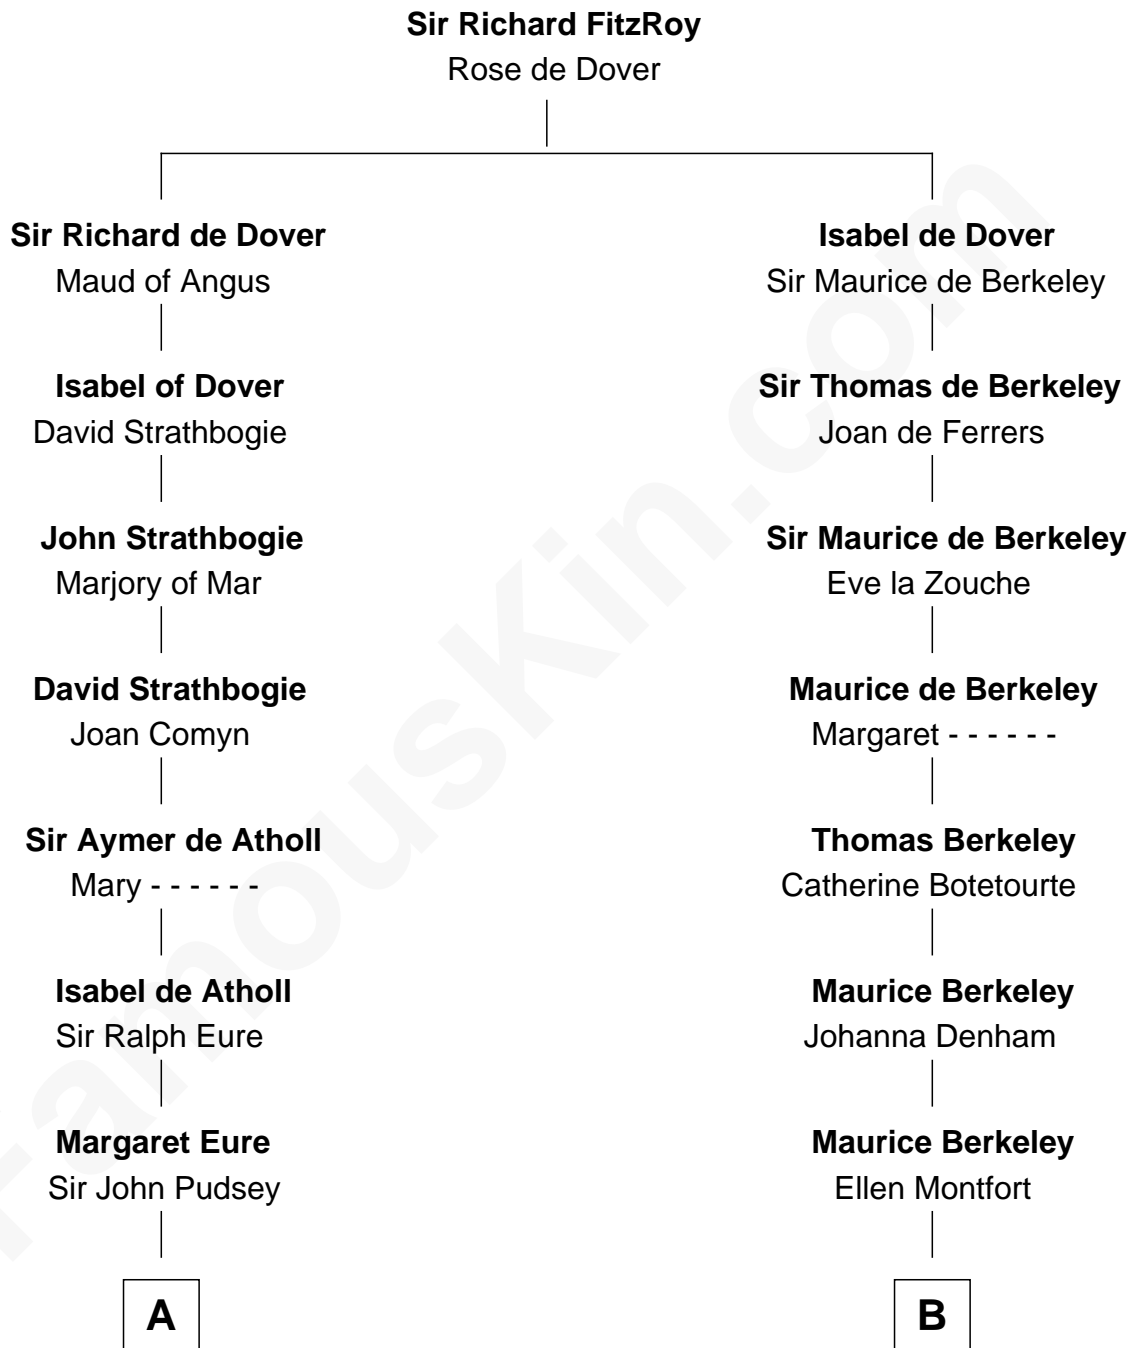 Sir Richard FitzRoy
Rose de Dover
Sir Richard de Dover
Maud of Angus
Isabel de Dover
Sir Maurice de Berkeley
Isabel of Dover
David Strathbogie
Sir Thomas de Berkeley
Joan de Ferrers
John Strathbogie
Marjory of Mar
Sir Maurice de Berkeley
Eve la Zouche
David Strathbogie
Joan Comyn
Maurice de Berkeley
Margaret - - - - - -
Sir Aymer de Atholl
Mary - - - - - -
Thomas Berkeley
Catherine Botetourte
Isabel de Atholl
Sir Ralph Eure
Maurice Berkeley
Johanna Denham
Margaret Eure
Sir John Pudsey
Maurice Berkeley
Ellen Montfort
A
B
FamousKin.com